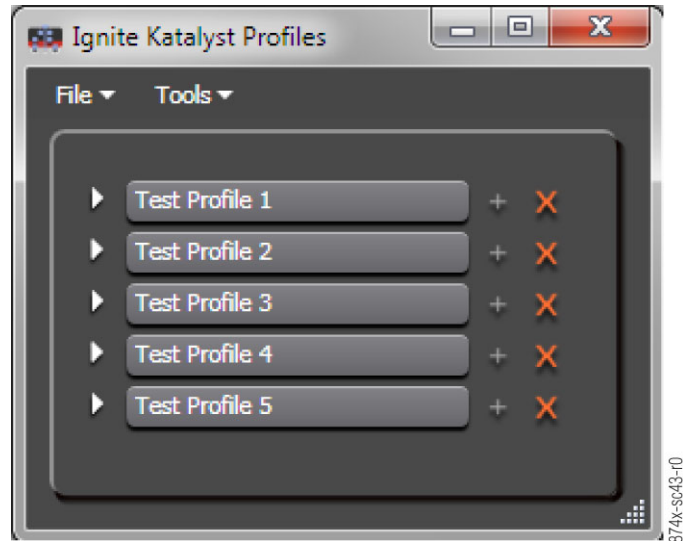 Ignite Katalyst Profiles
File Tools
Test Profile 1
Test Profile 2
Test Profile 3
Test Profile 4
Test Profile 5
874x-sc43-r0